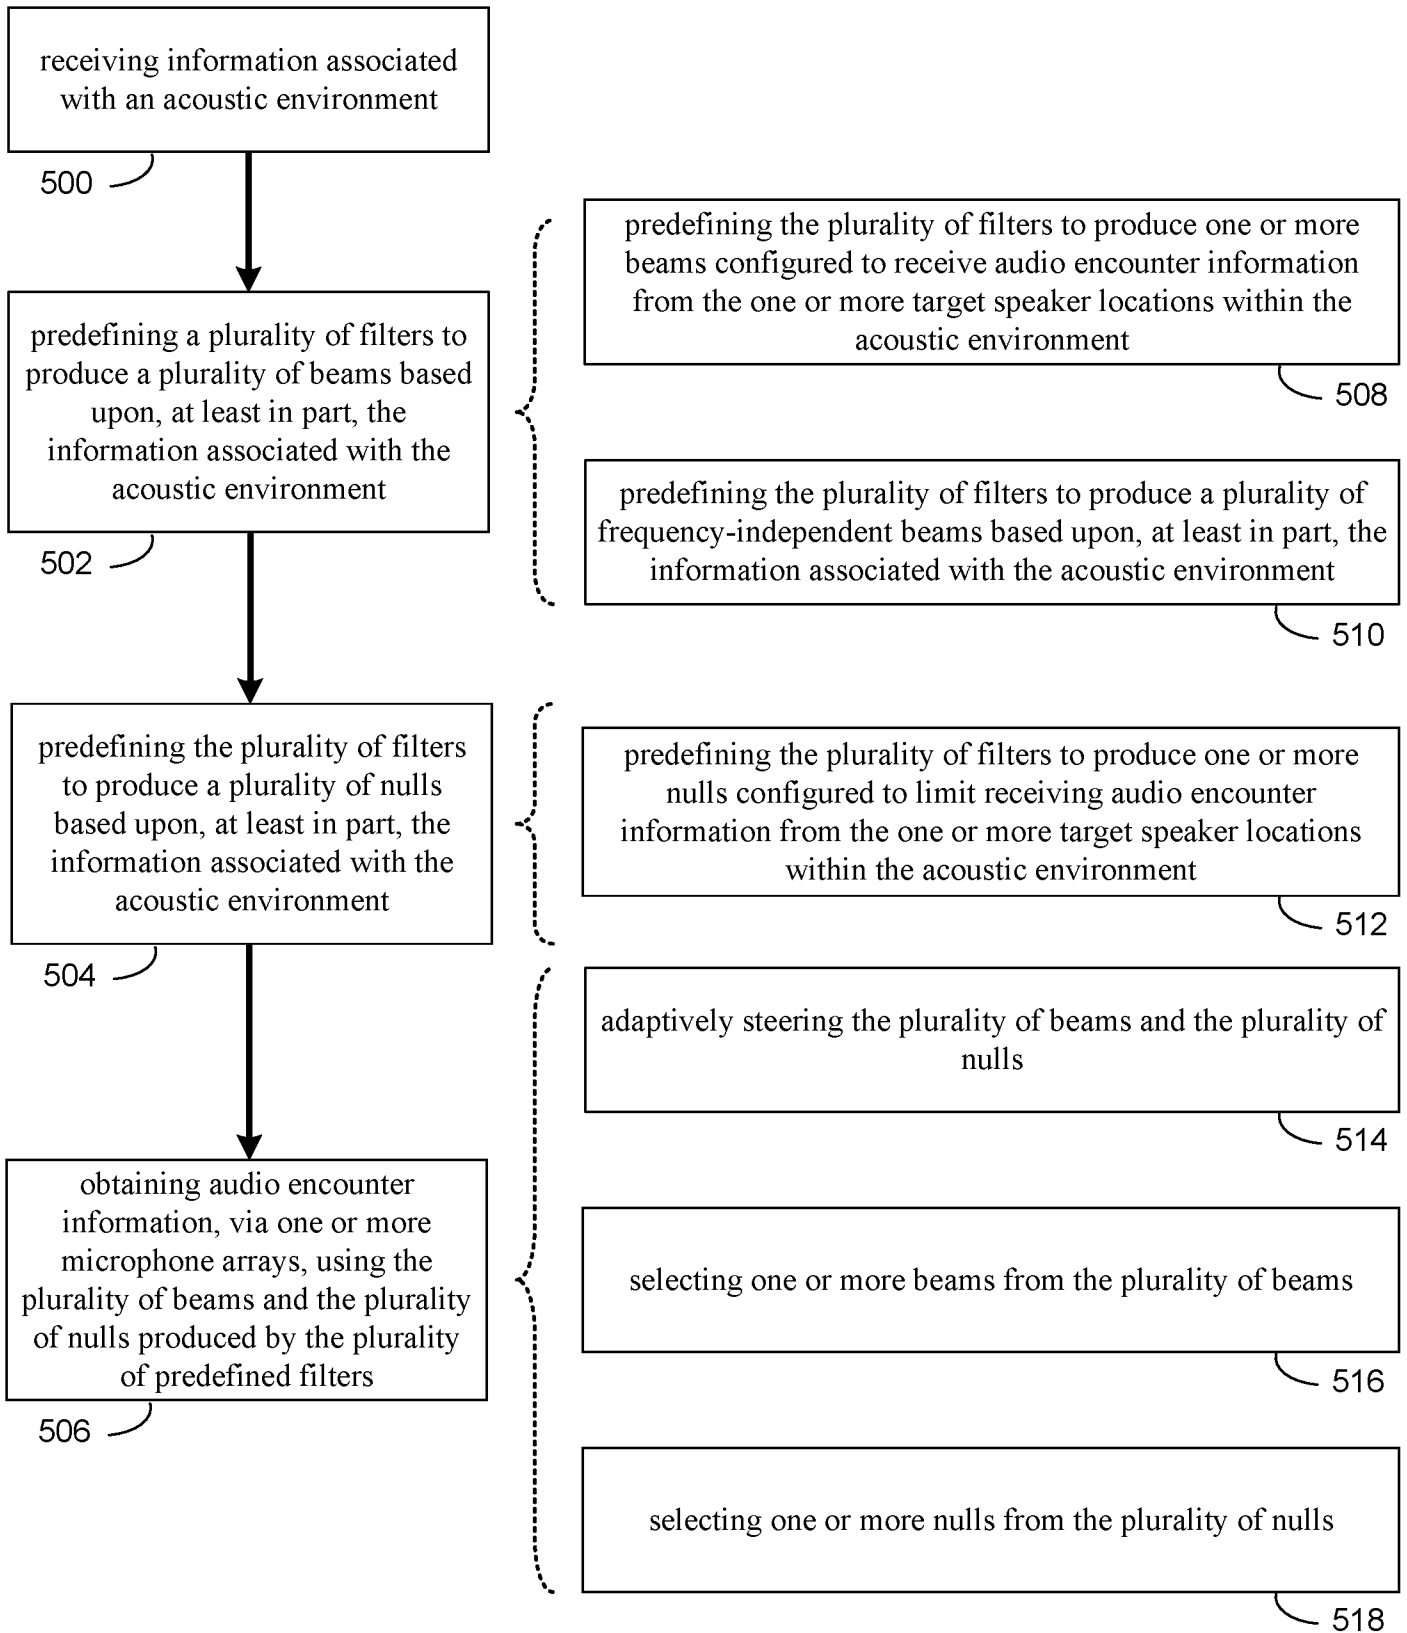 receiving information associated
with an acoustic environment
500
predefining a plurality of filters to
produce a plurality of beams based
upon, at least in part, the
information associated with the
acoustic environment
502
predefining the plurality of filters to produce one or more
beams configured to receive audio encounter information
from the one or more target speaker locations within the
acoustic environment
508
predefining the plurality of filters to produce a plurality of
frequency-independent beams based upon, at least in part, the
information associated with the acoustic environment
510
predefining the plurality of filters
to produce a plurality of nulls
based upon, at least in part, the
information associated with the
acoustic environment
504
predefining the plurality of filters to produce one or more
nulls configured to limit receiving audio encounter
information from the one or more target speaker locations
within the acoustic environment
512
obtaining audio encounter
information, via one or more
microphone arrays, using the
plurality of beams and the plurality
of nulls produced by the plurality
of predefined filters
506
adaptively steering the plurality of beams and the plurality of
nulls
514
selecting one or more beams from the plurality of beams
516
selecting one or more nulls from the plurality of nulls
518